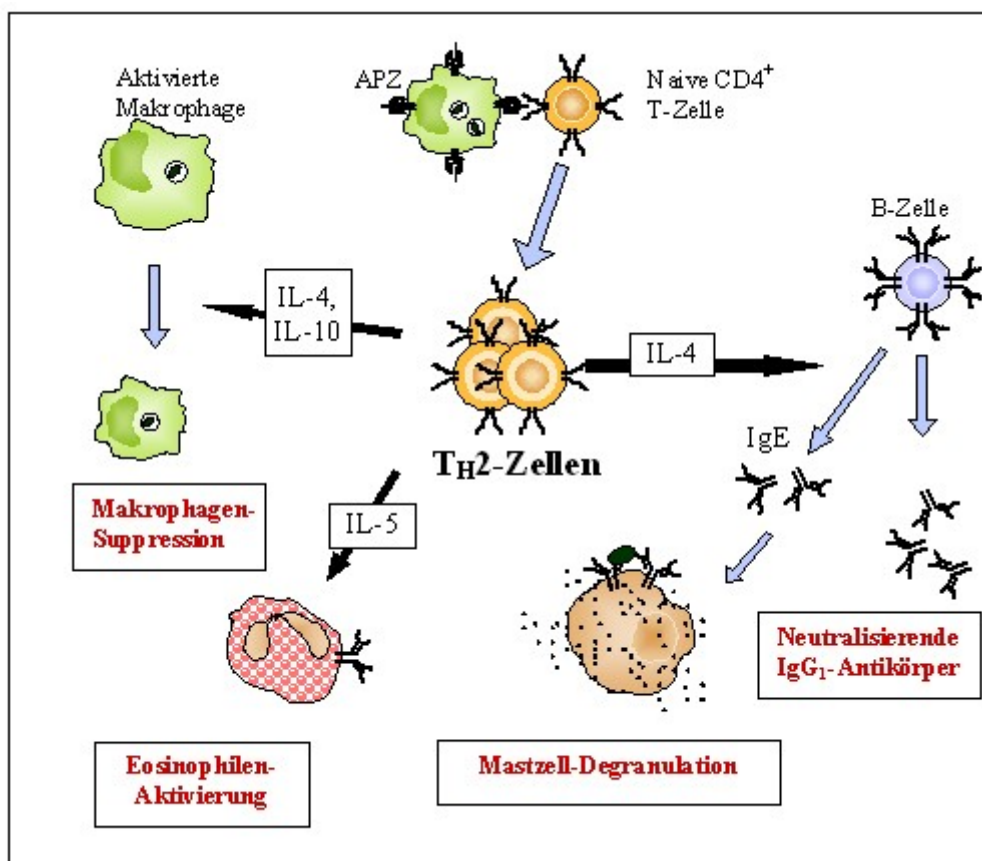 Aktivierte
Makrophage
APZ
Naive CD4⁺
T-Zelle
B-Zelle
IL-4,
IL-10
IL-4
IgE
T_H2-Zellen
IL-5
Makrophagen-
Suppression
Neutralisierende
IgG₁-Antikörper
Eosinophilen-
Aktivierung
Mastzell-Degranulation